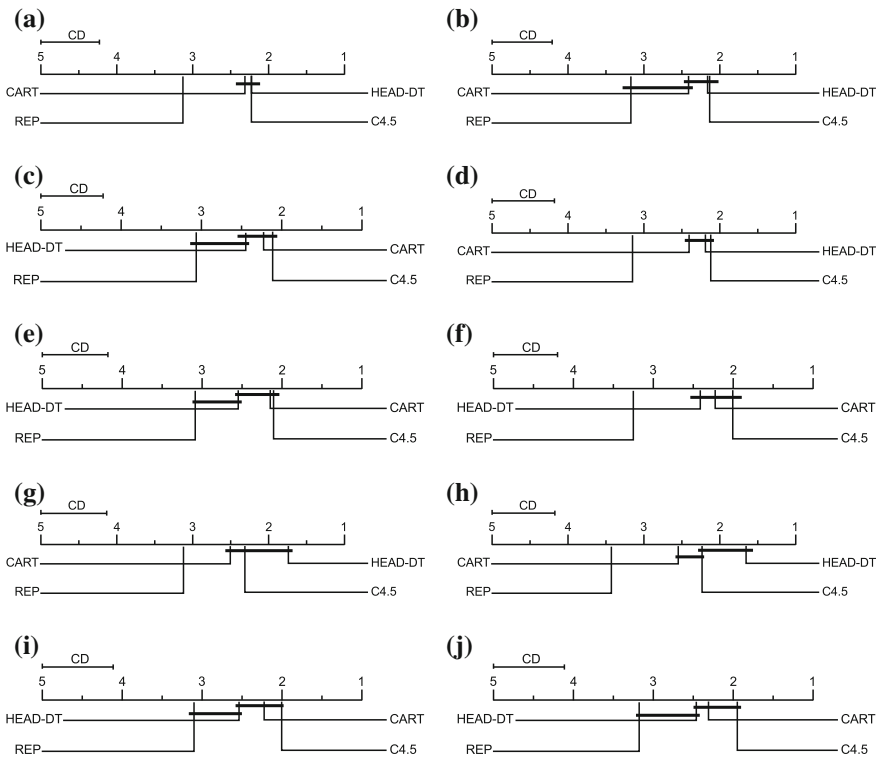 (a)
CD
5 4 3 2 1
CART HEAD-DT
REP C4.5
(b)
CD
5 4 3 2 1
CART HEAD-DT
REP C4.5
(c)
CD
5 4 3 2 1
HEAD-DT CART
REP C4.5
(d)
CD
5 4 3 2 1
CART HEAD-DT
REP C4.5
(e)
CD
5 4 3 2 1
HEAD-DT CART
REP C4.5
(f)
CD
5 4 3 2 1
HEAD-DT CART
REP C4.5
(g)
CD
5 4 3 2 1
CART HEAD-DT
REP C4.5
(h)
CD
5 4 3 2 1
CART HEAD-DT
REP C4.5
(i)
CD
5 4 3 2 1
HEAD-DT CART
REP C4.5
(j)
CD
5 4 3 2 1
HEAD-DT CART
REP C4.5